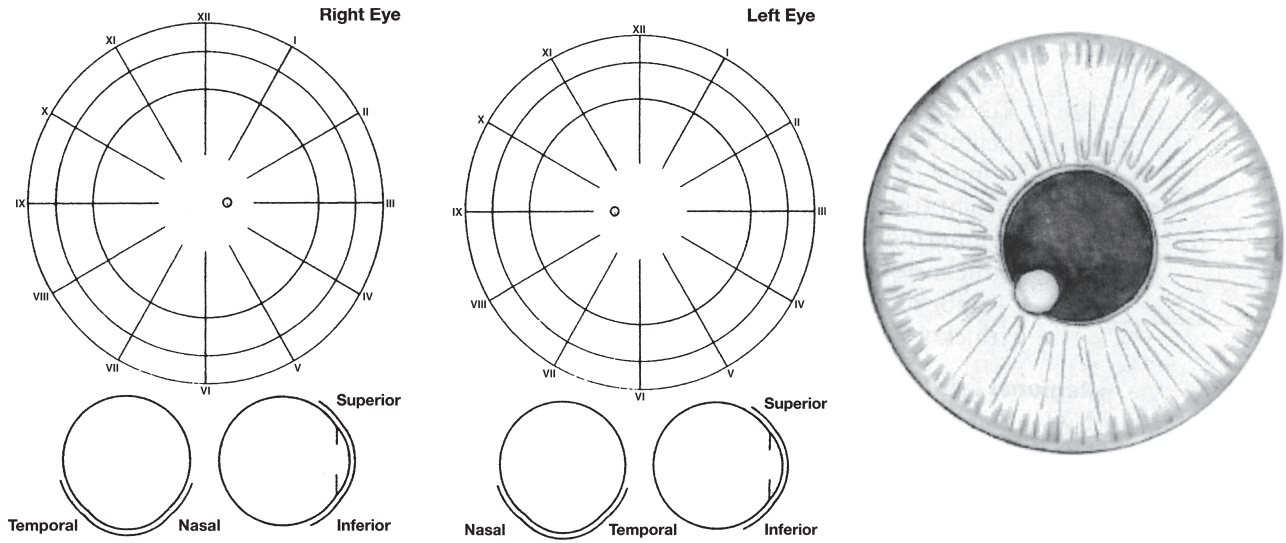 Right Eye
XII
I
II
III
IV
V
VI
VII
VIII
IX
X
XI
Superior
Temporal
Nasal
Inferior
Left Eye
XII
I
II
III
IV
V
VI
VII
VIII
IX
X
XI
Superior
Nasal
Temporal
Inferior